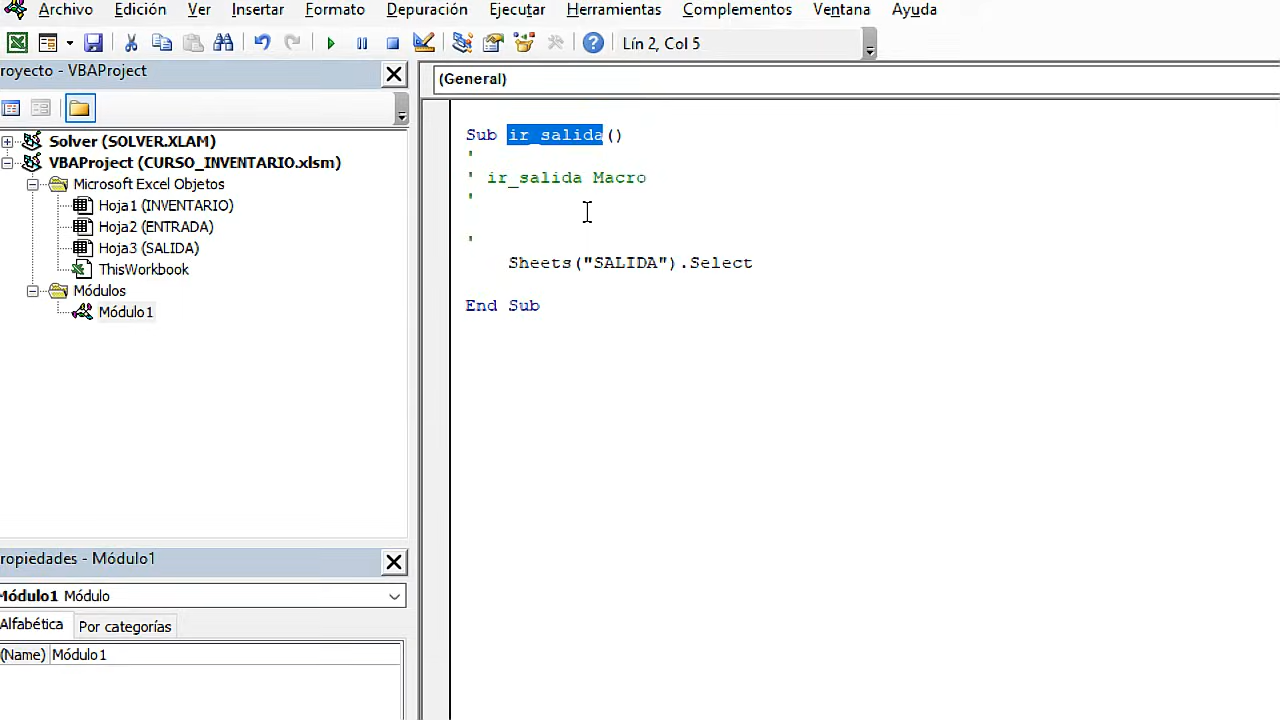 Archivo Edición Ver Insertar Formato Depuración Ejecutar Herramientas Complementos Ventana Ayuda
Lín 2, Col 5
royecto - VBAProject
(General)
Solver (SOLVER.XLAM)
VBAProject (CURSO_INVENTARIO.xlsm)
Microsoft Excel Objetos
Hoja1 (INVENTARIO)
Hoja2 (ENTRADA)
Hoja3 (SALIDA)
ThisWorkbook
Módulos
Módulo1
Sub ir_salida()
'
' ir_salida Macro
'
'
Sheets("SALIDA").Select
End Sub
ropiedades - Módulo1
Módulo1 Módulo
Alfabética Por categorías
(Name) Módulo1